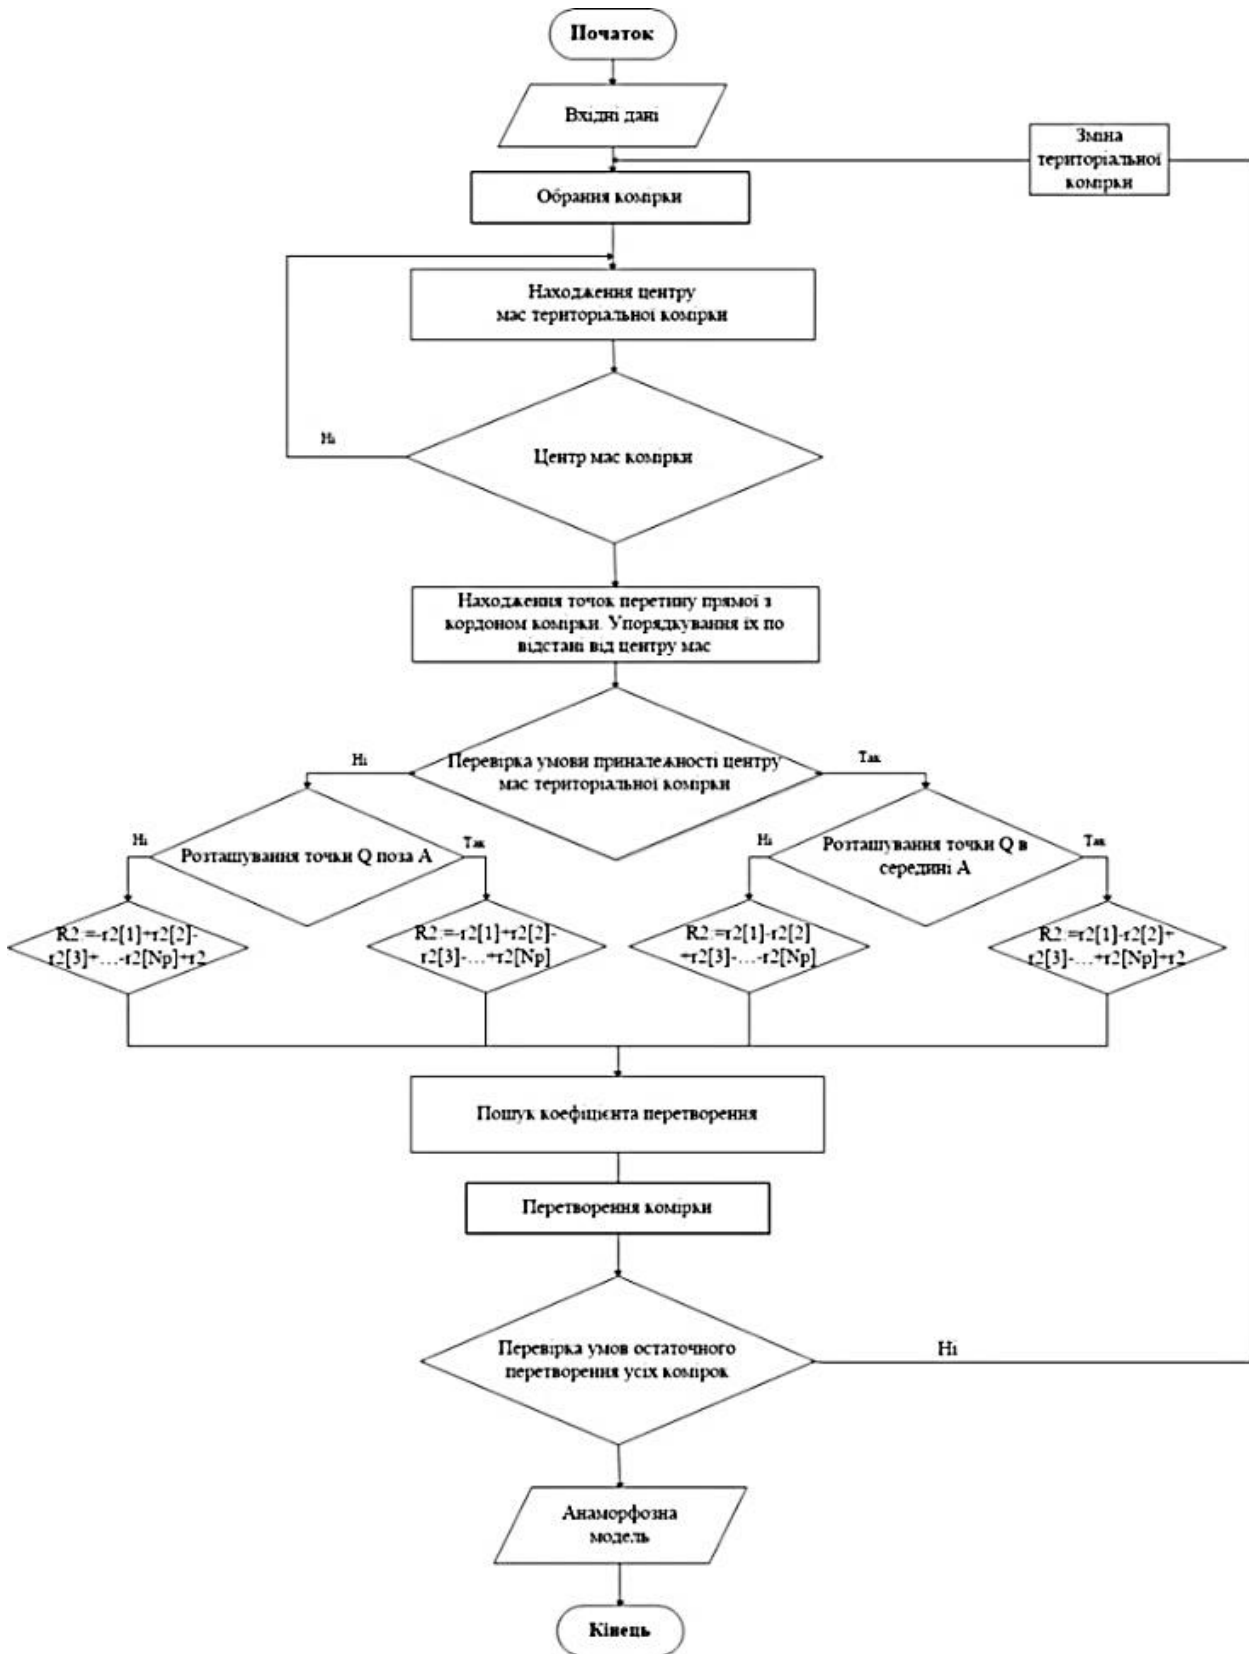 Початок
Вхідні дані
Зміна
територіальної
комірки
Обрання комірки
Находження центру
мас територіальної комірки
Ні
Центр мас комірки
Находження точок перетину прямої з
кордоном комірки. Упорядкування їх по
відстані від центру мас
Ні
Перевірка умови приналежності центру
мас територіальної комірки
Так
Ні
Розташування точки Q поза А
Так
Ні
Розташування точки Q в
середині А
Так
R2:=-r2[1]+r2[2]-
r2[3]+...-r2[Np]+r2
R2:=-r2[1]+r2[2]-
r2[3]-...+r2[Np]
R2:=r2[1]-r2[2]
+r2[3]-...-r2[Np]
R2:=r2[1]-r2[2]+
r2[3]-...+r2[Np]+r2
Пошук коефіцієнта перетворення
Перетворення комірки
Перевірка умов остаточного
перетворення усіх комірок
Ні
Анаморфозна
модель
Кінець